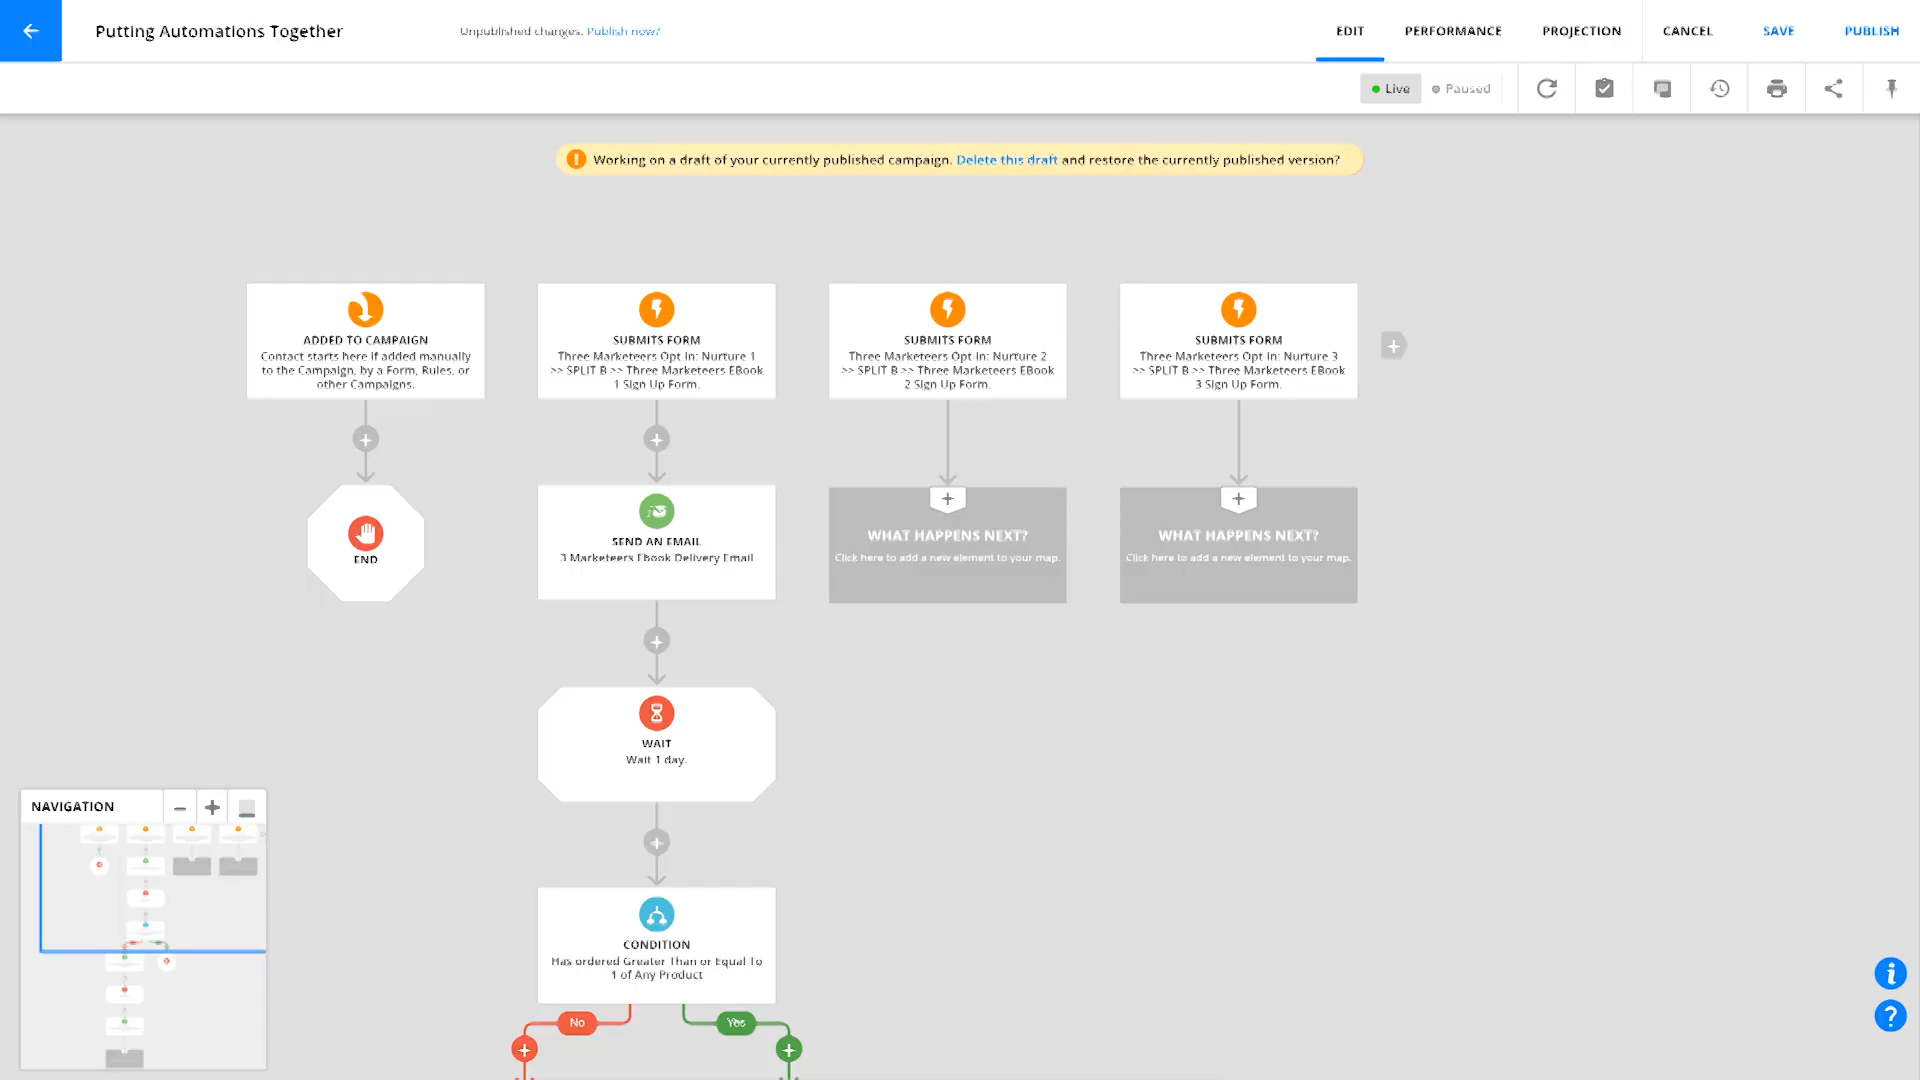 Putting Automations Together
Unpublished changes. Publish now?
EDIT
PERFORMANCE
PROJECTION
CANCEL
SAVE
PUBLISH
Live
Paused
Working on a draft of your currently published campaign. Delete this draft and restore the currently published version?
ADDED TO CAMPAIGN
Contact starts here if added manually
to the Campaign, by a Form, Rules, or
other Campaigns.
SUBMITS FORM
Three Marketeers Opt In: Nurture 1
>> SPLIT B >> Three Marketeers EBook
1 Sign Up Form.
SUBMITS FORM
Three Marketeers Opt In: Nurture 2
>> SPLIT B >> Three Marketeers EBook
2 Sign Up Form.
SUBMITS FORM
Three Marketeers Opt In: Nurture 3
>> SPLIT B >> Three Marketeers EBook
3 Sign Up Form.
END
SEND AN EMAIL
3 Marketeers Ebook Delivery Email
WHAT HAPPENS NEXT?
Click here to add a new element to your map.
WHAT HAPPENS NEXT?
Click here to add a new element to your map.
WAIT
Wait 1 day.
NAVIGATION
CONDITION
Has ordered Greater Than or Equal To
1 of Any Product
No
Yes